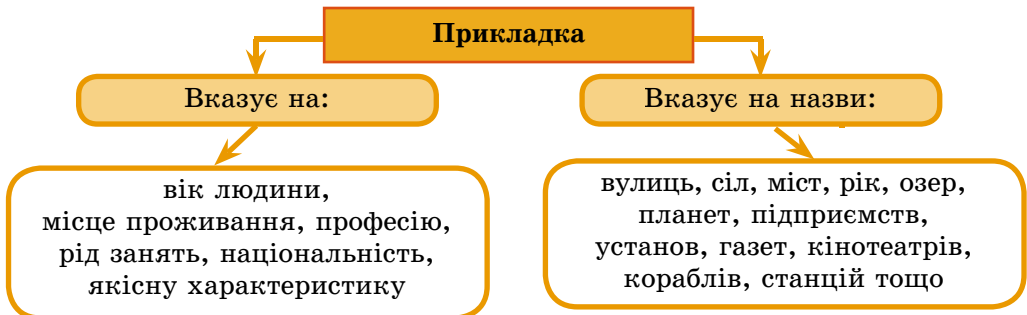 Прикладка
Вказує на:
вік людини,
місце проживання, професію,
рід занять, національність,
якісну характеристику
Вказує на назви:
вулиць, сіл, міст, рік, озер,
планет, підприємств,
установ, газет, кінотеатрів,
кораблів, станцій тощо